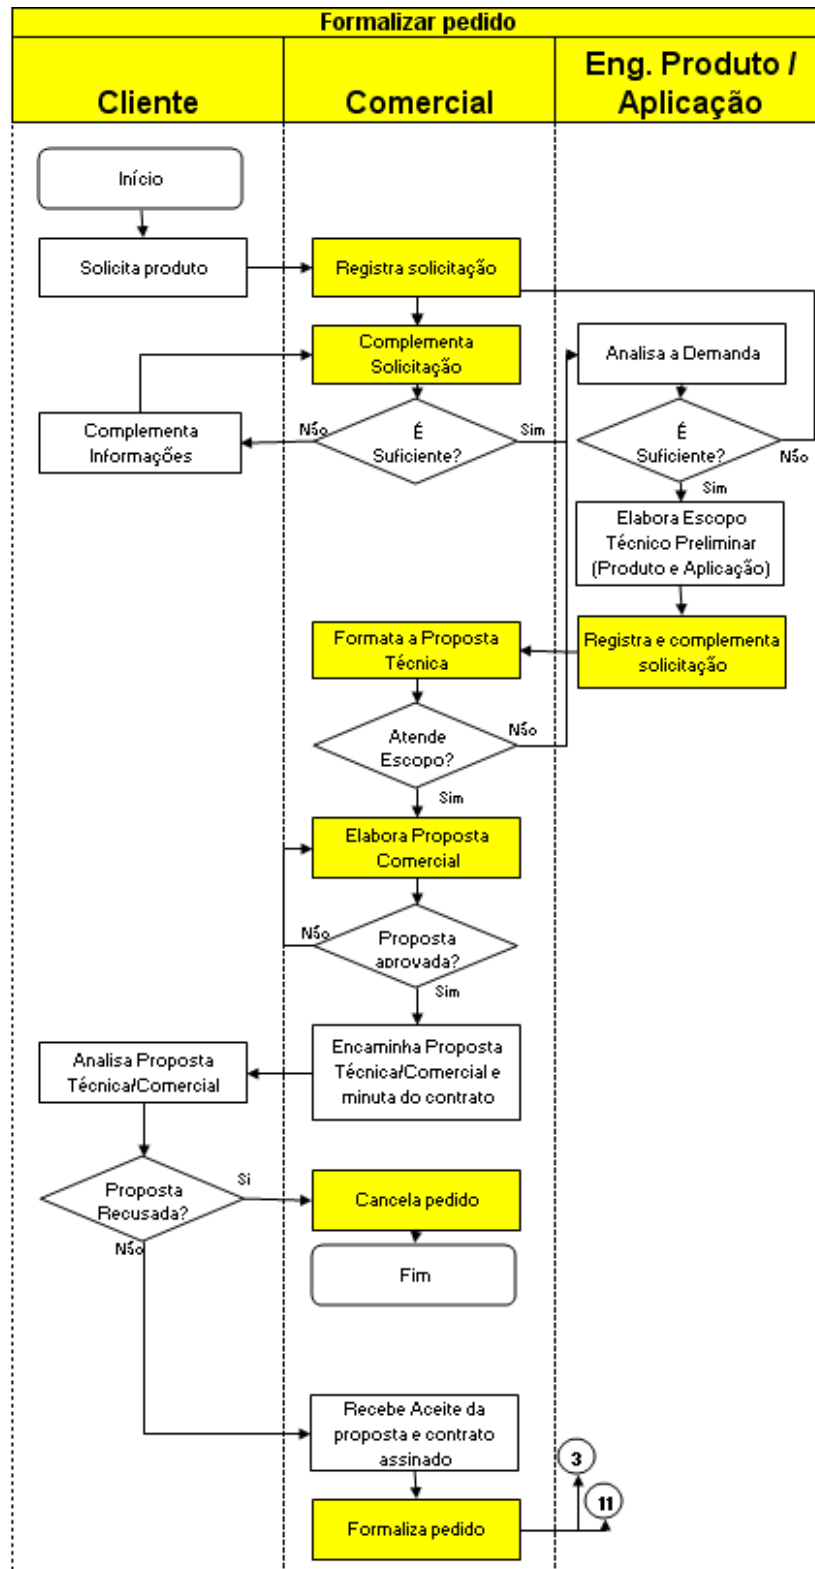 Formalizar pedido
Cliente
Comercial
Eng. Produto /
Aplicação
Início
Solicita produto
Registra solicitação
Complementa
Solicitação
Analisa a Demanda
Complementa
Informações
Não
É
Suficiente?
Sim
É
Suficiente?
Não
Sim
Elabora Escopo
Técnico Preliminar
(Produto e Aplicação)
Formata a Proposta
Técnica
Registra e complementa
solicitação
Atende
Escopo?
Não
Sim
Elabora Proposta
Comercial
Não
Proposta
aprovada?
Sim
Analisa Proposta
Técnica/Comercial
Encaminha Proposta
Técnica/Comercial e
minuta do contrato
Proposta
Recusada?
Si
Não
Cancela pedido
Fim
Recebe Aceite da
proposta e contrato
assinado
3
11
Formaliza pedido